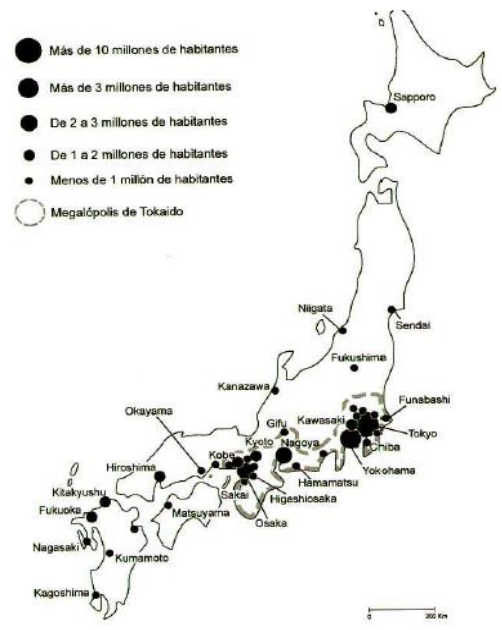 Más de 10 millones de habitantes
Más de 3 millones de habitantes
De 2 a 3 millones de habitantes
De 1 a 2 millones de habitantes
Menos de 1 millón de habitantes
Megalópolis de Tokaido
Sapporo
Niigata
Sendai
Fukushima
Kanazawa
Funabashi
Okayama
Gifu
Kawasaki
Tokyo
Kyoto
Nagoya
Chiba
Kobe
Yokohama
Hiroshima
Hamamatsu
Kitakyushu
Sakai
Higashiosaka
Fukuoka
Matsuyama
Osaka
Nagasaki
Kumamoto
Kagoshima
0
200 Km